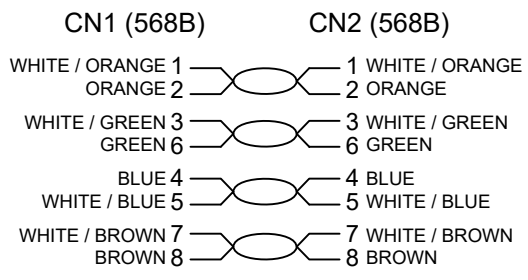 CN1 (568B) CN2 (568B)
WHITE / ORANGE 1 1 WHITE / ORANGE
ORANGE 2 2 ORANGE
WHITE / GREEN 3 3 WHITE / GREEN
GREEN 6 6 GREEN
BLUE 4 4 BLUE
WHITE / BLUE 5 5 WHITE / BLUE
WHITE / BROWN 7 7 WHITE / BROWN
BROWN 8 8 BROWN